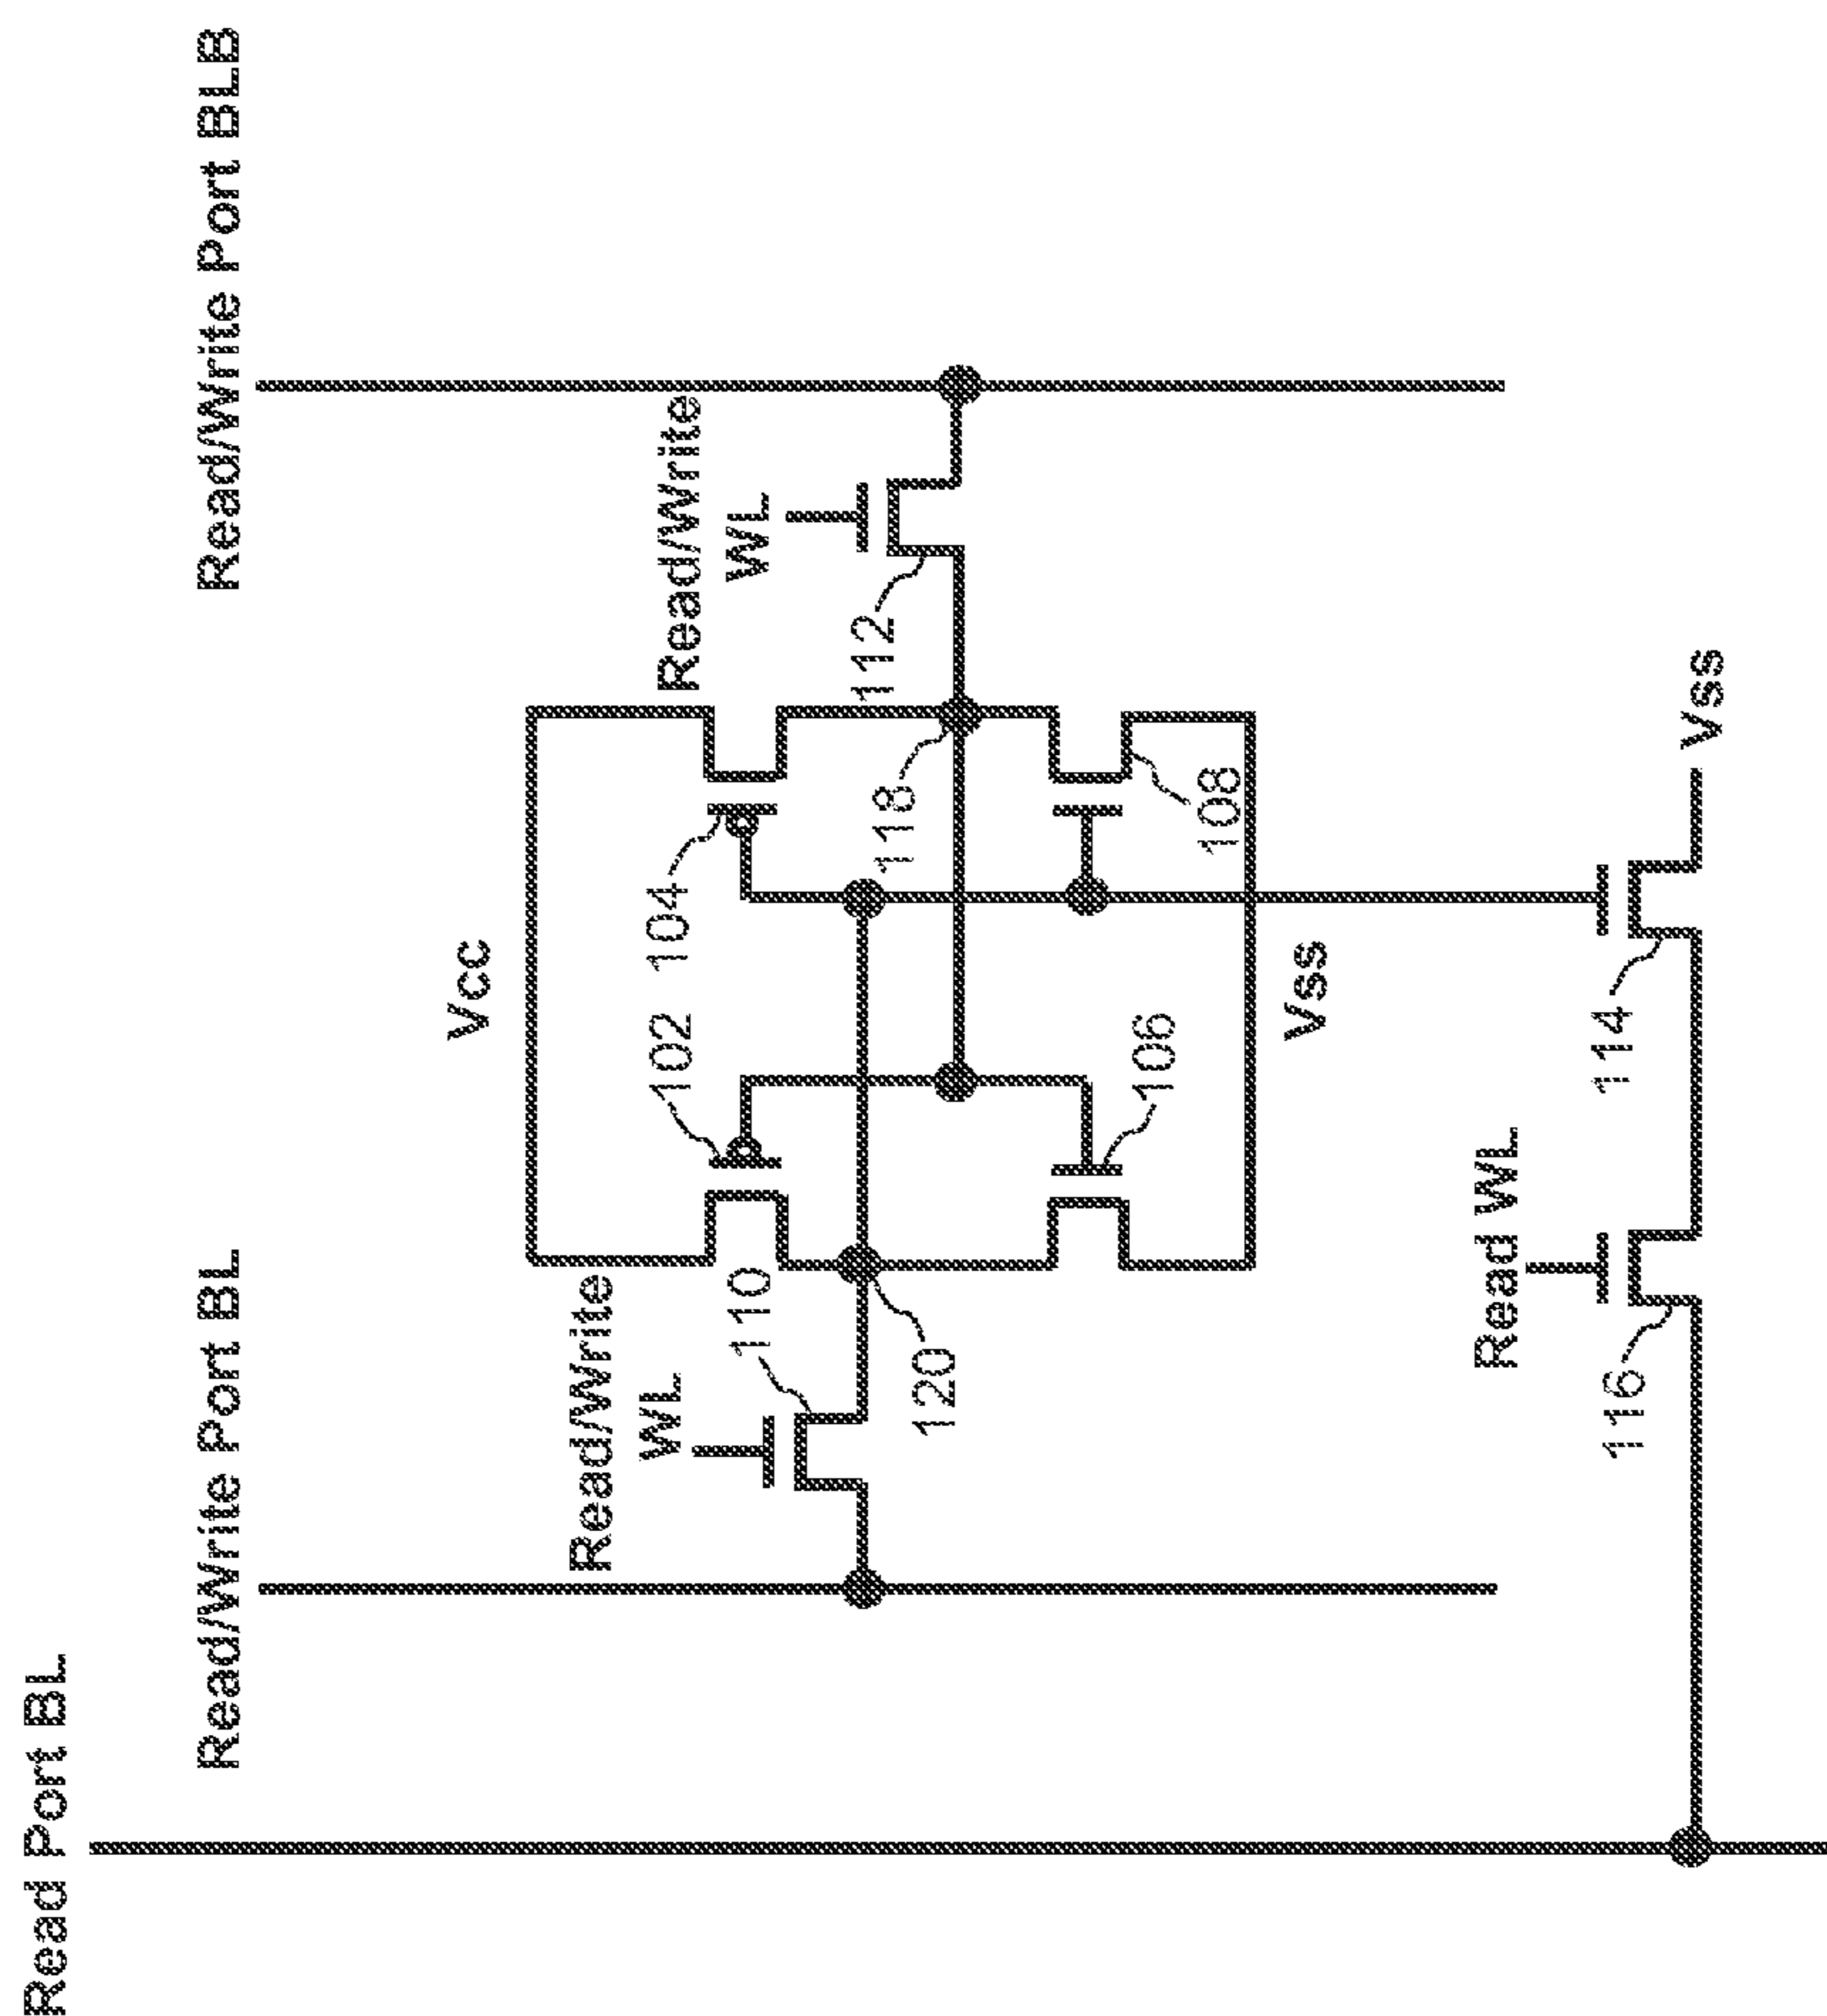 Read Port BL
Read/Write Port BL
Read/Write Port BLB
Vcc
Read/Write
WL
110
102
104
Read/Write
WL
112
120
118
106
108
Vss
Read WL
116
114
Vss